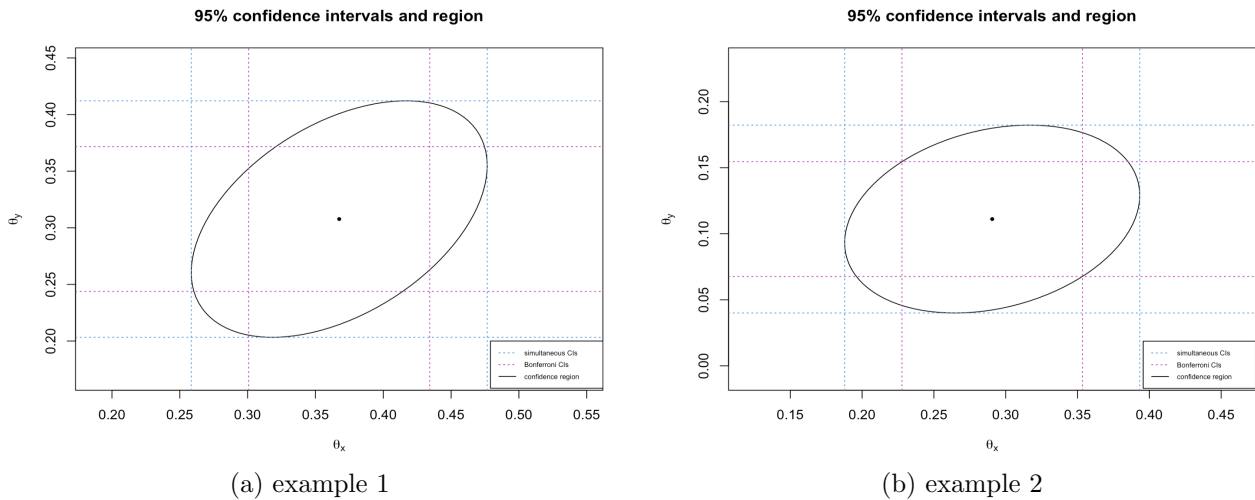 95% confidence intervals and region
0.45
0.40
0.35
0.30
0.25
0.20
θy
0.20 0.25 0.30 0.35 0.40 0.45 0.50 0.55
θx
simultaneous CIs
Bonferroni CIs
confidence region
(a) example 1
95% confidence intervals and region
0.20
0.15
0.10
0.05
0.00
θy
0.15 0.20 0.25 0.30 0.35 0.40 0.45
θx
simultaneous CIs
Bonferroni CIs
confidence region
(b) example 2